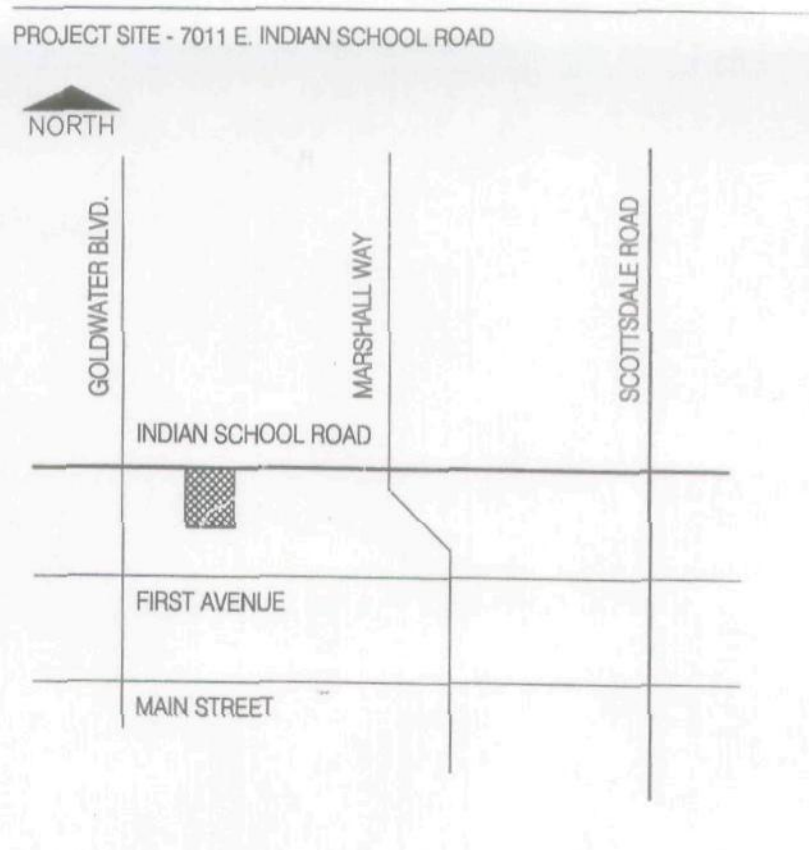 PROJECT SITE - 7011 E. INDIAN SCHOOL ROAD
NORTH
GOLDWATER BLVD.
MARSHALL WAY
SCOTTSDALE ROAD
INDIAN SCHOOL ROAD
FIRST AVENUE
MAIN STREET